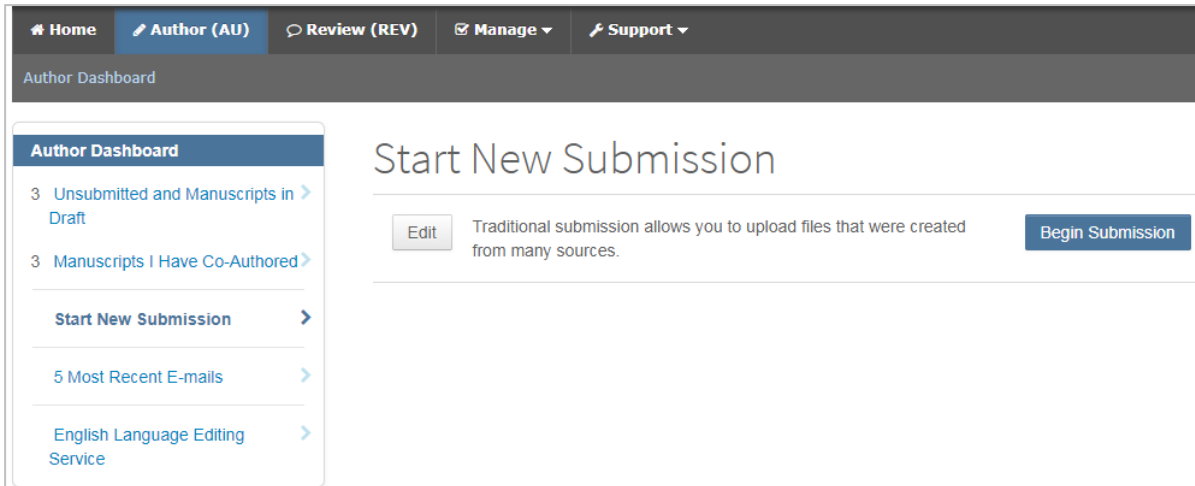 Home Author (AU) Review (REV) Manage Support
Author Dashboard
Author Dashboard
3 Unsubmitted and Manuscripts in
Draft
3 Manuscripts I Have Co-Authored
Start New Submission
5 Most Recent E-mails
English Language Editing
Service
Start New Submission
Edit
Traditional submission allows you to upload files that were created
from many sources.
Begin Submission